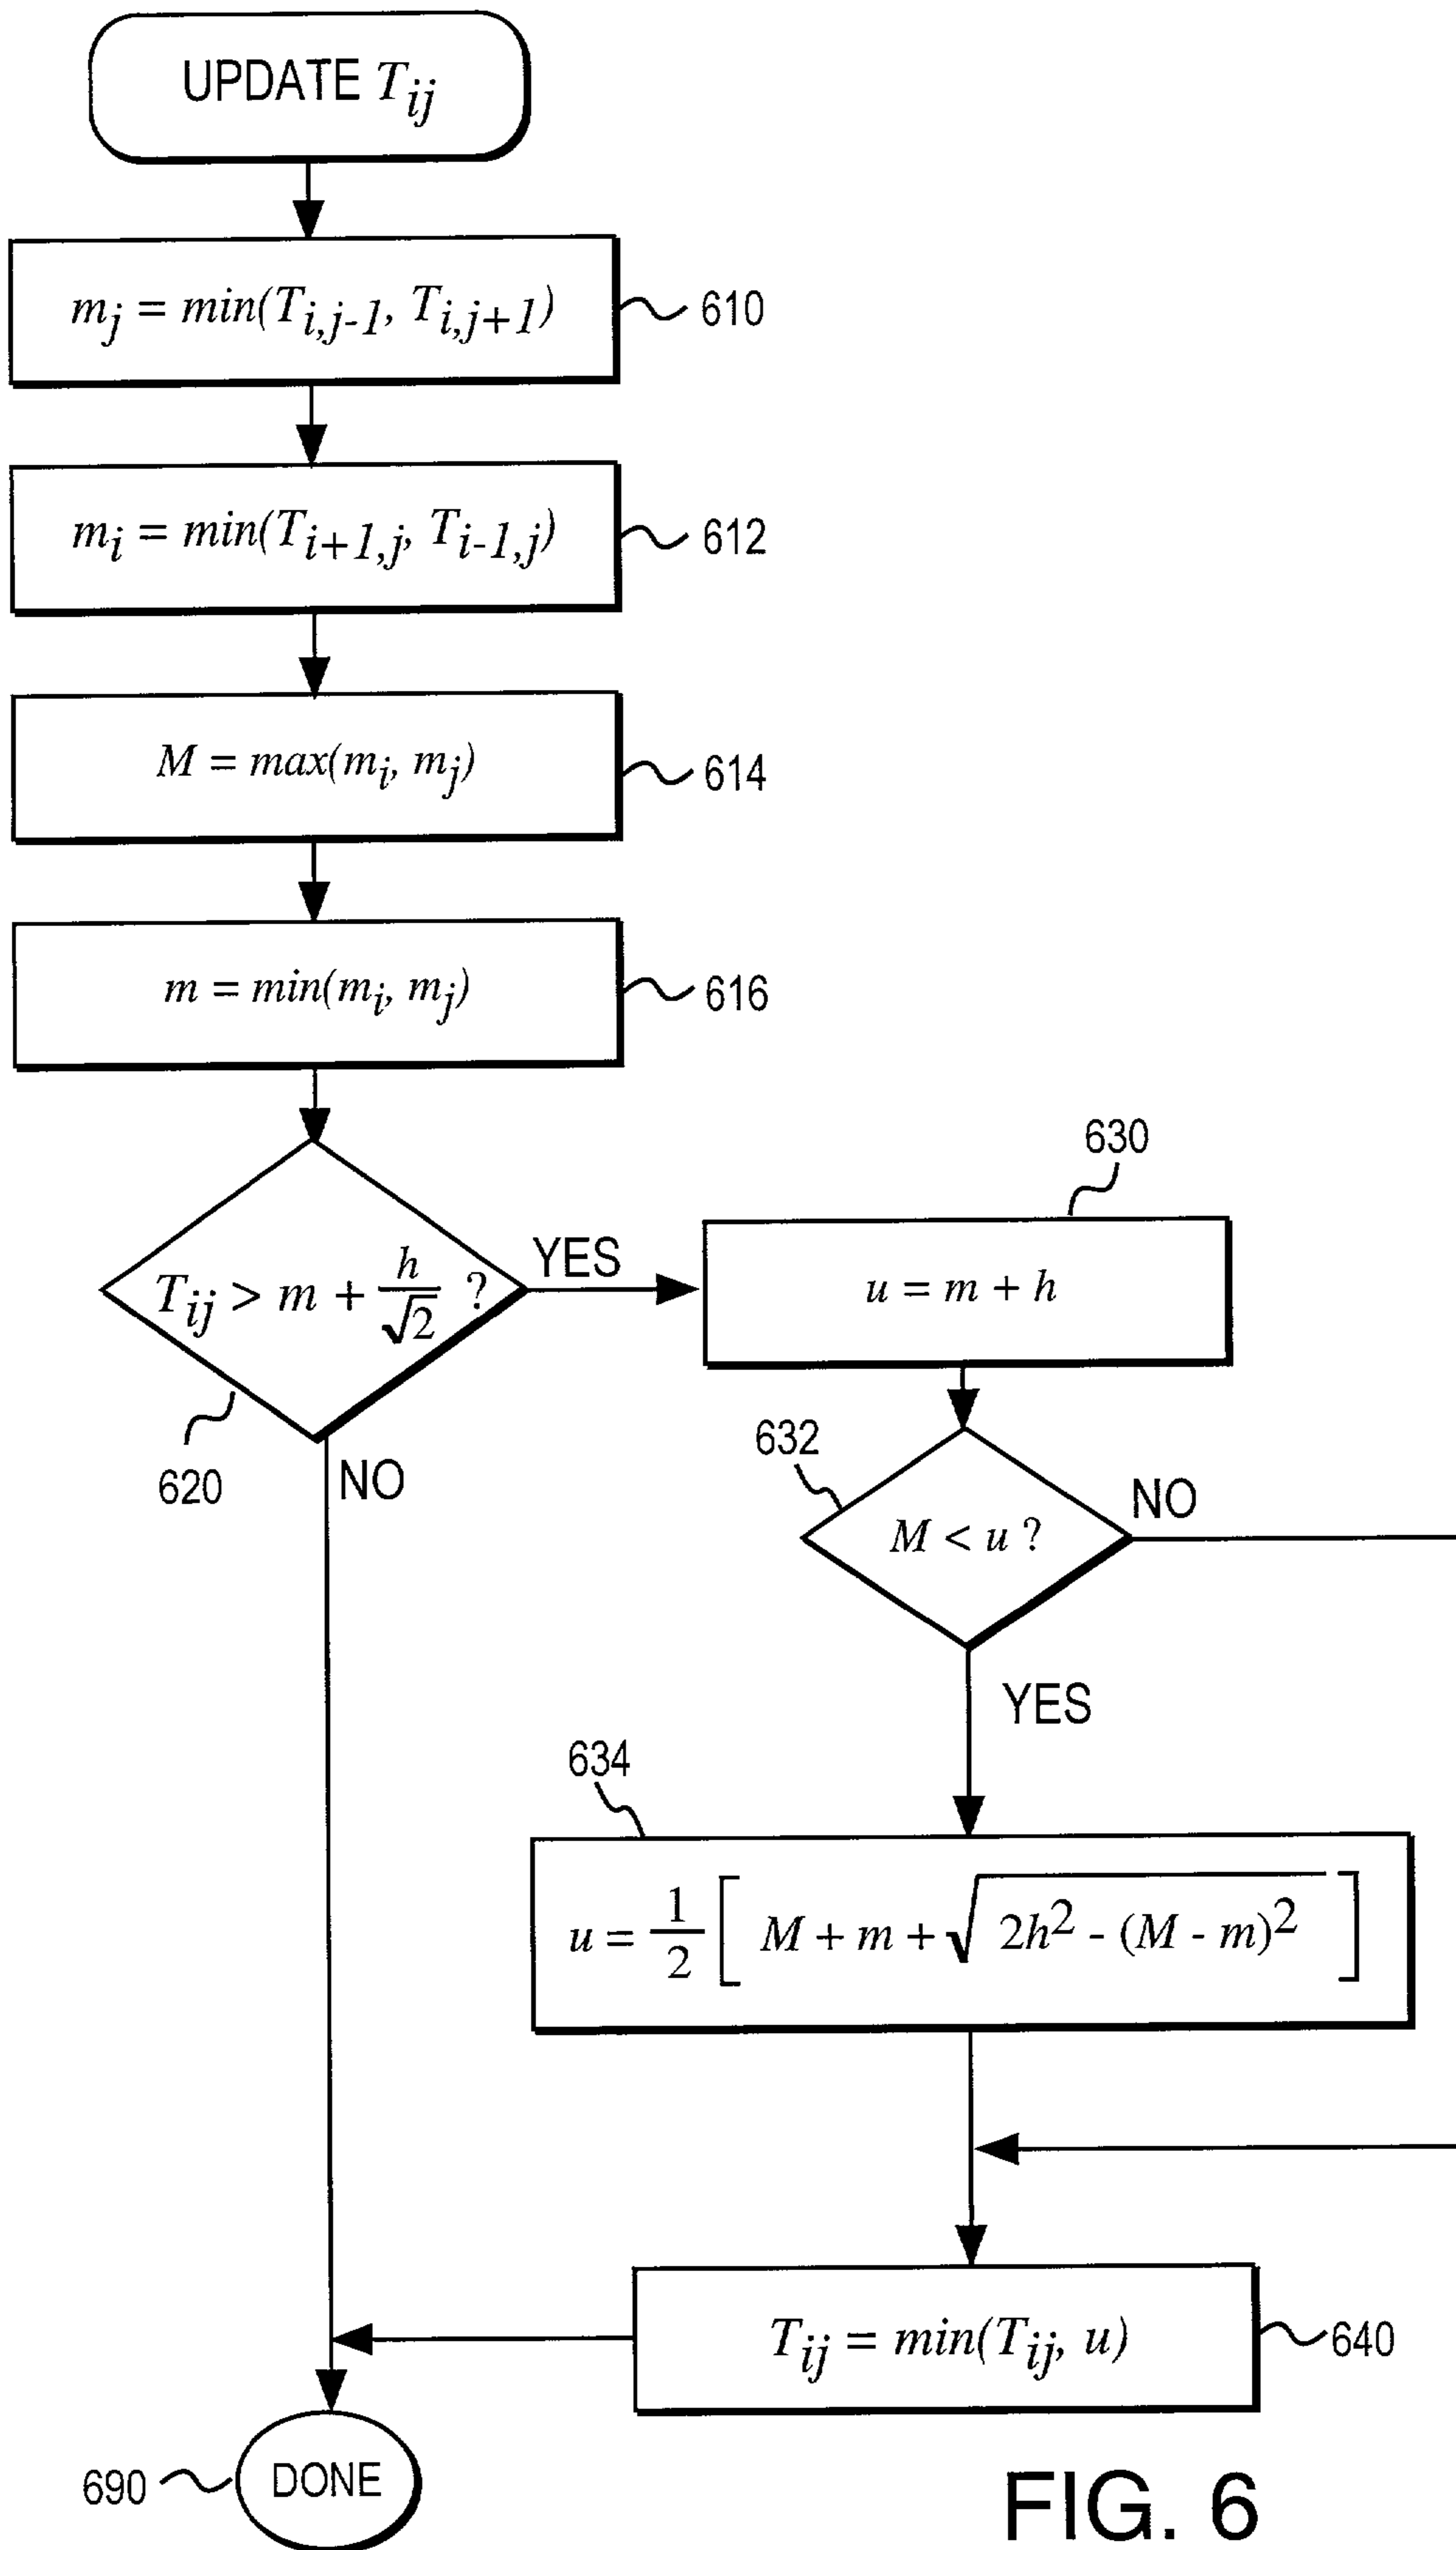 UPDATE T_ij
m_j = min(T_i,j-1, T_i,j+1)
610
m_i = min(T_i+1,j, T_i-1,j)
612
M = max(m_i, m_j)
614
m = min(m_i, m_j)
616
T_ij > m + h/√2 ?
620
YES
NO
630
u = m + h
632
M < u ?
NO
YES
634
u = 1/2 [ M + m + √(2h² - (M - m)²) ]
T_ij = min(T_ij, u)
640
690
DONE
FIG. 6